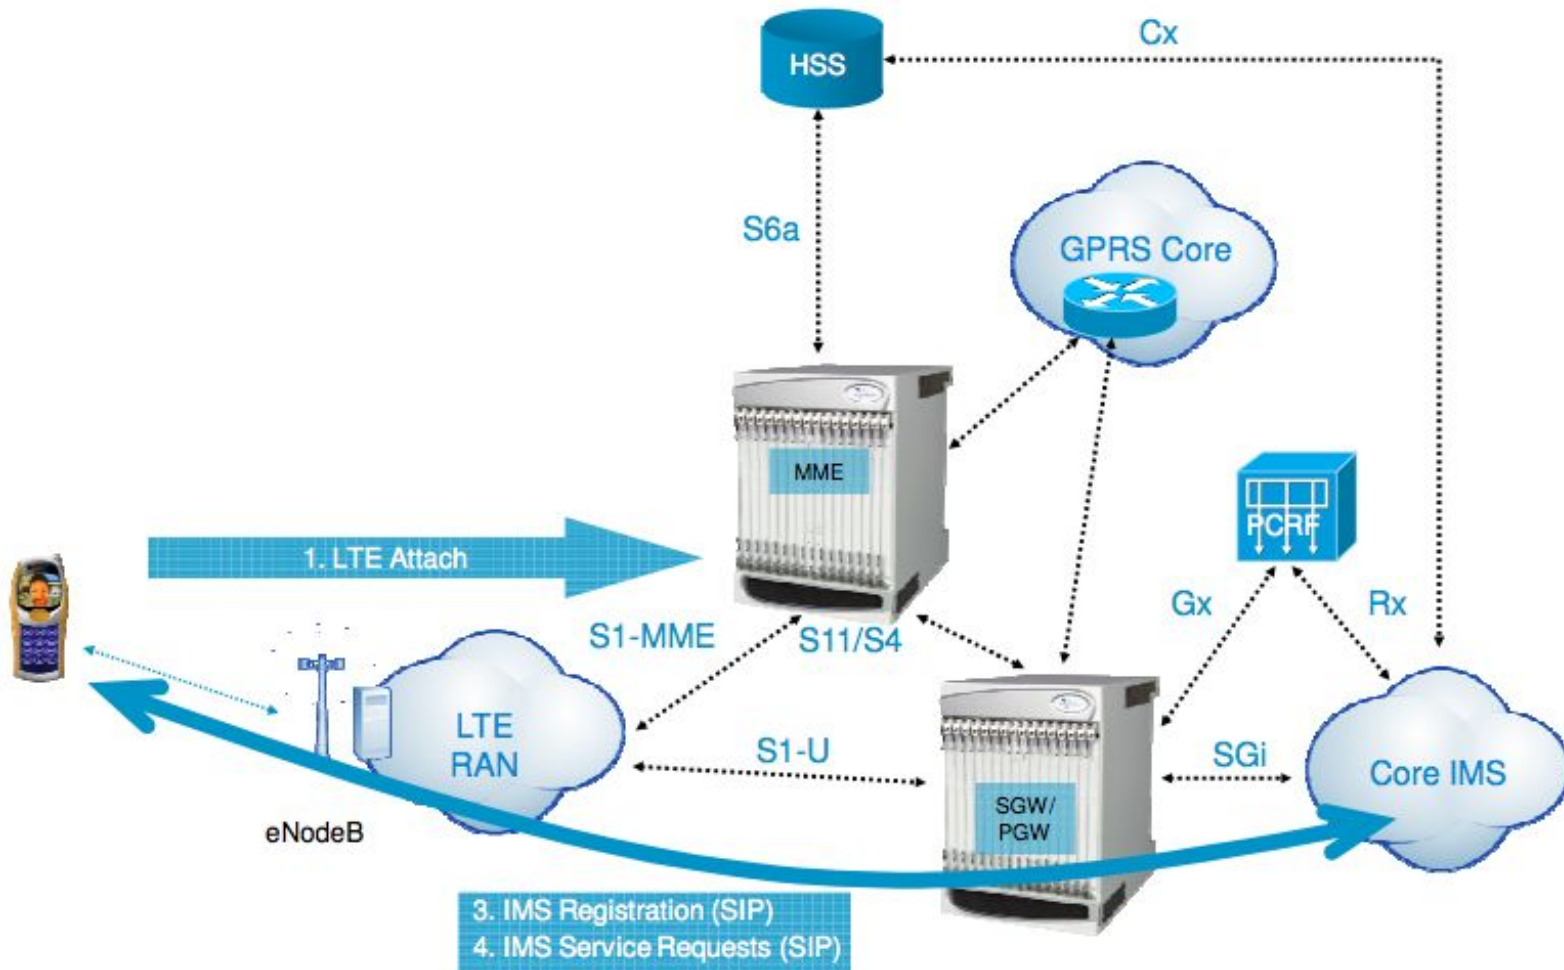 Cx
HSS
S6a
GPRS Core
MME
PCRF
1. LTE Attach
Gx
Rx
S1-MME
S11/S4
LTE
RAN
S1-U
SGi
Core IMS
SGW/
PGW
eNodeB
3. IMS Registration (SIP)
4. IMS Service Requests (SIP)